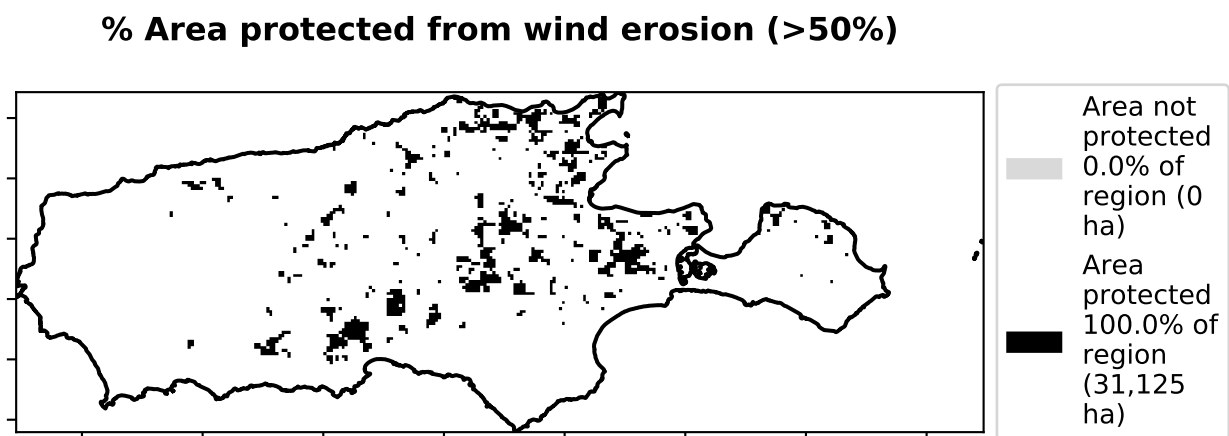 % Area protected from wind erosion (>50%)
Area not
protected
0.0% of
region (0
ha)
Area
protected
100.0% of
region
(31,125
ha)